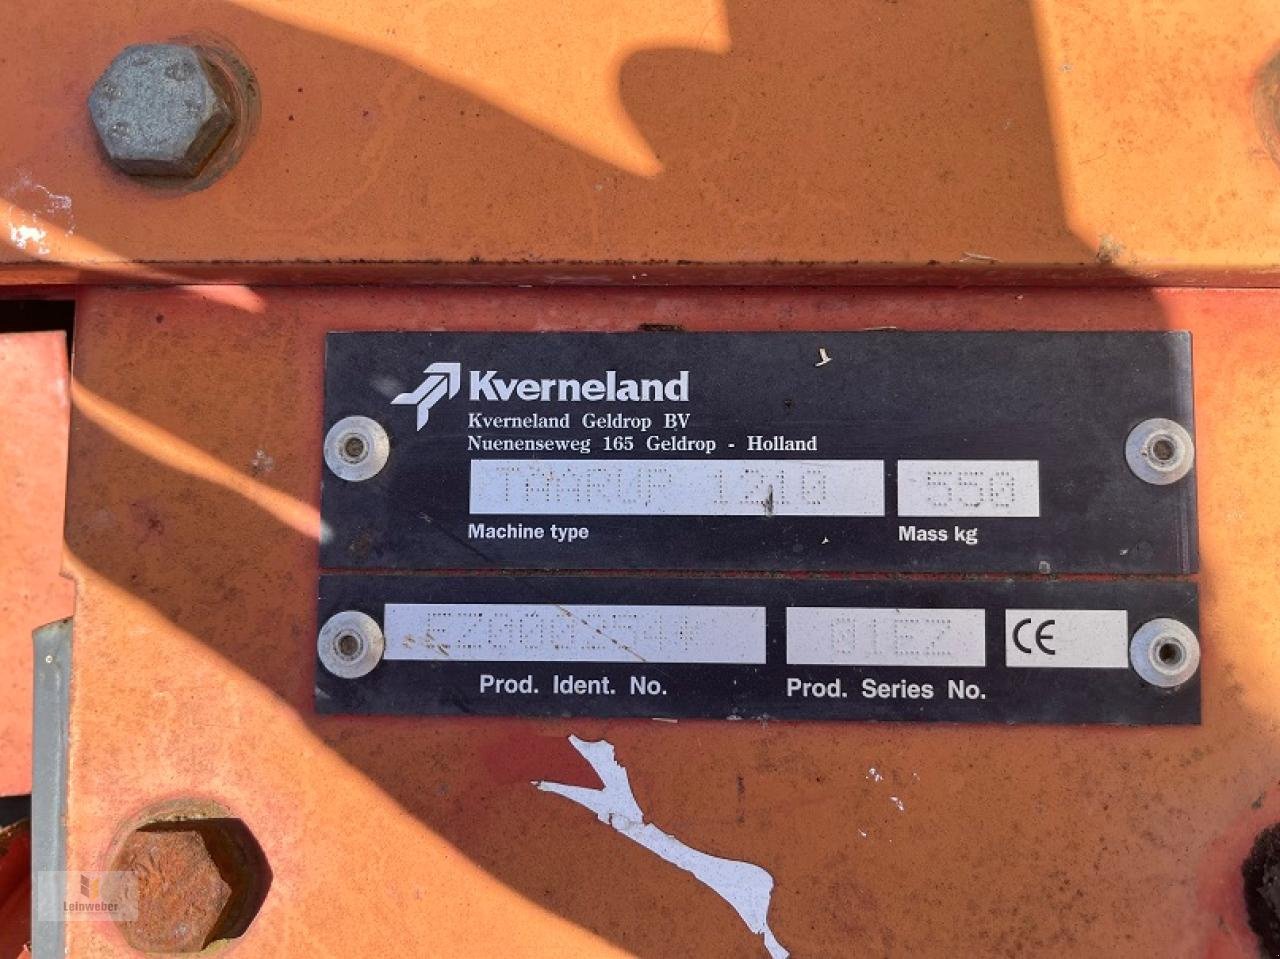 Kverneland
Kverneland Geldrop BV
Nuenenseweg 165 Geldrop - Holland
TAARUP 1210 550
Machine type Mass kg
01EZ CE
Prod. Ident. No. Prod. Series No.
Leinweber